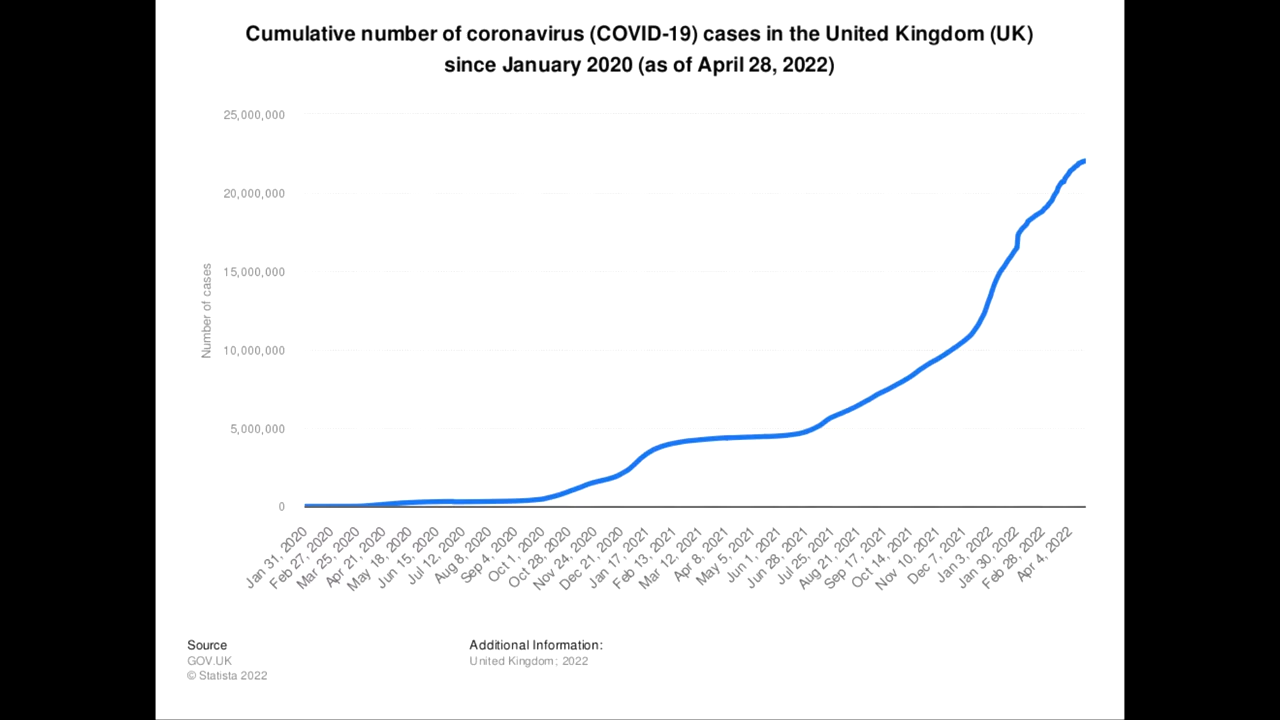 Cumulative number of coronavirus (COVID-19) cases in the United Kingdom (UK)
since January 2020 (as of April 28, 2022)
25,000,000
20,000,000
15,000,000
10,000,000
5,000,000
0
Number of cases
Jan 31, 2020
Feb 27, 2020
Mar 25, 2020
Apr 21, 2020
May 18, 2020
Jun 15, 2020
Jul 12, 2020
Aug 8, 2020
Sep 4, 2020
Oct 1, 2020
Oct 28, 2020
Nov 24, 2020
Dec 21, 2020
Jan 17, 2021
Feb 13, 2021
Mar 12, 2021
Apr 8, 2021
May 5, 2021
Jun 1, 2021
Jun 28, 2021
Jul 25, 2021
Aug 21, 2021
Sep 17, 2021
Oct 14, 2021
Nov 10, 2021
Dec 7, 2021
Jan 3, 2022
Jan 30, 2022
Feb 28, 2022
Apr 4, 2022
Source
GOV.UK
© Statista 2022
Additional Information:
United Kingdom; 2022